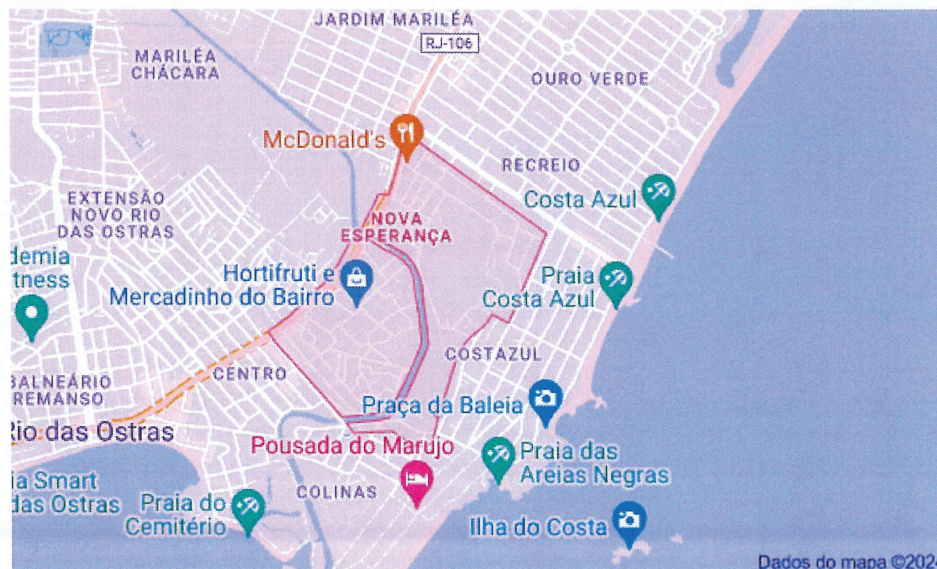 JARDIM MARILÉA
RJ-106
MARILÉA
CHÁCARA
OURO VERDE
McDonald's
RECREIO
Costa Azul
EXTENSÃO
NOVO RIO
DAS OSTRAS
NOVA
ESPERANÇA
demia
tness
Hortifruti e
Mercadinho do Bairro
Praia
Costa Azul
COSTAZUL
CENTRO
BALNEÁRIO
REMANSO
Praça da Baleia
Rio das Ostras
Pousada do Marujo
Praia das
Areias Negras
ia Smart
das Ostras
COLINAS
Praia do
Cemitério
Ilha do Costa
Dados do mapa ©2024